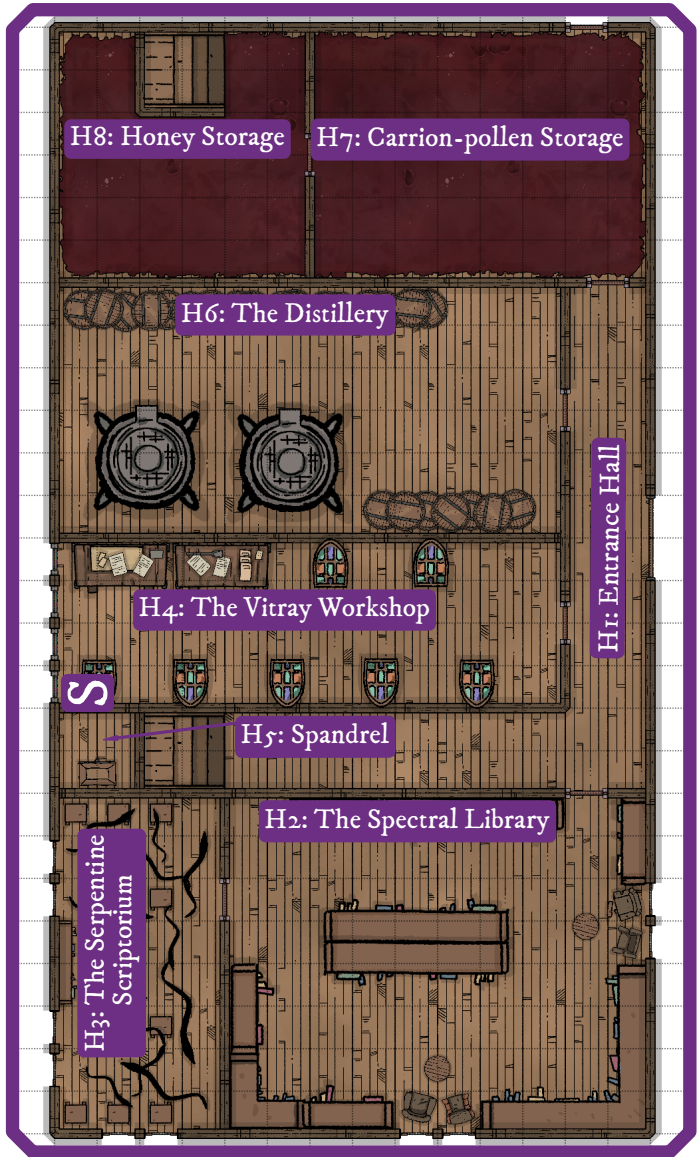 H8: Honey Storage
H7: Carrion-pollen Storage
H6: The Distillery
H1: Entrance Hall
H4: The Vitray Workshop
S
H5: Spandrel
H2: The Spectral Library
H3: The Serpentine
Scriptorium